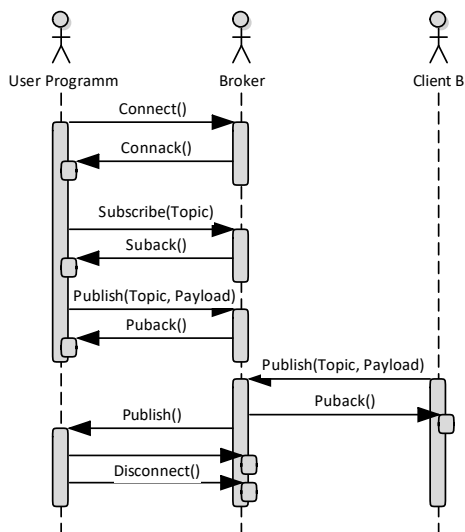 User Programm
Broker
Client B
Connect()
Connack()
Subscribe(Topic)
Suback()
Publish(Topic, Payload)
Puback()
Publish(Topic, Payload)
Puback()
Publish()
Disconnect()